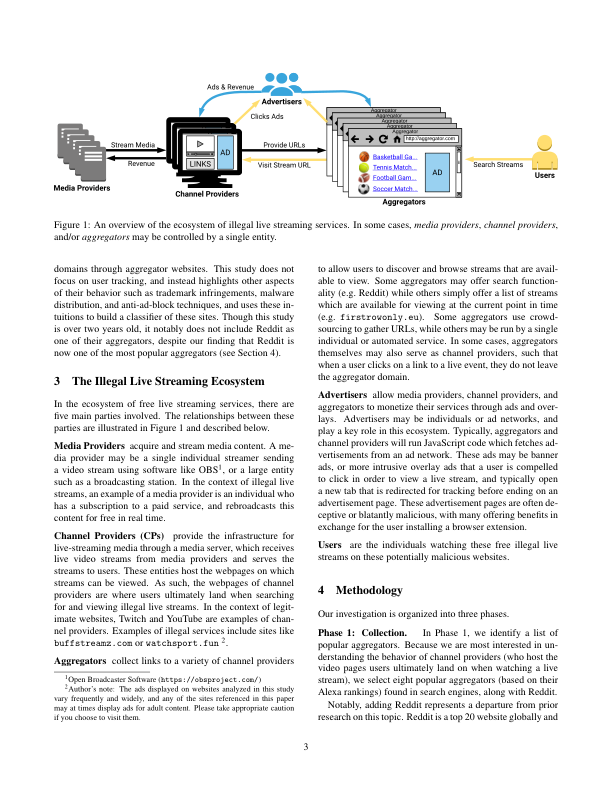 Ads & Revenue
Advertisers
Clicks Ads
Aggregator
Aggregator
Aggregator
Aggregator
Aggregator
http://aggregator.com
Stream Media
Revenue
Media Providers
LINKS
AD
Channel Providers
Provide URLs
Visit Stream URL
Basketball Ga...
Tennis Match...
Football Gam...
Soccer Match...
AD
Aggregators
Search Streams
Users
Figure 1: An overview of the ecosystem of illegal live streaming services. In some cases, media providers, channel providers,
and/or aggregators may be controlled by a single entity.
domains through aggregator websites. This study does not
focus on user tracking, and instead highlights other aspects
of their behavior such as trademark infringements, malware
distribution, and anti-ad-block techniques, and uses these in-
tuitions to build a classifier of these sites. Though this study
is over two years old, it notably does not include Reddit as
one of their aggregators, despite our finding that Reddit is
now one of the most popular aggregators (see Section 4).
3 The Illegal Live Streaming Ecosystem
In the ecosystem of free live streaming services, there are
five main parties involved. The relationships between these
parties are illustrated in Figure 1 and described below.
Media Providers acquire and stream media content. A me-
dia provider may be a single individual streamer sending
a video stream using software like OBS1, or a large entity
such as a broadcasting station. In the context of illegal live
streams, an example of a media provider is an individual who
has a subscription to a paid service, and rebroadcasts this
content for free in real time.
Channel Providers (CPs) provide the infrastructure for
live-streaming media through a media server, which receives
live video streams from media providers and serves the
streams to users. These entities host the webpages on which
streams can be viewed. As such, the webpages of channel
providers are where users ultimately land when searching
for and viewing illegal live streams. In the context of legit-
imate websites, Twitch and YouTube are examples of chan-
nel providers. Examples of illegal services include sites like
buffstreamz.com or watchsport.fun 2.
Aggregators collect links to a variety of channel providers
1Open Broadcaster Software (https://obsproject.com/)
2Author's note: The ads displayed on websites analyzed in this study
vary frequently and widely, and any of the sites referenced in this paper
may at times display ads for adult content. Please take appropriate caution
if you choose to visit them.
to allow users to discover and browse streams that are avail-
able to view. Some aggregators may offer search function-
ality (e.g. Reddit) while others simply offer a list of streams
which are available for viewing at the current point in time
(e.g. firstrowonly.eu). Some aggregators use crowd-
sourcing to gather URLs, while others may be run by a single
individual or automated service. In some cases, aggregators
themselves may also serve as channel providers, such that
when a user clicks on a link to a live event, they do not leave
the aggregator domain.
Advertisers allow media providers, channel providers, and
aggregators to monetize their services through ads and over-
lays. Advertisers may be individuals or ad networks, and
play a key role in this ecosystem. Typically, aggregators and
channel providers will run JavaScript code which fetches ad-
vertisements from an ad network. These ads may be banner
ads, or more intrusive overlay ads that a user is compelled
to click in order to view a live stream, and typically open
a new tab that is redirected for tracking before ending on an
advertisement page. These advertisement pages are often de-
ceptive or blatantly malicious, with many offering benefits in
exchange for the user installing a browser extension.
Users are the individuals watching these free illegal live
streams on these potentially malicious websites.
4 Methodology
Our investigation is organized into three phases.
Phase 1: Collection. In Phase 1, we identify a list of
popular aggregators. Because we are most interested in un-
derstanding the behavior of channel providers (who host the
video pages users ultimately land on when watching a live
stream), we select eight popular aggregators (based on their
Alexa rankings) found in search engines, along with Reddit.
Notably, adding Reddit represents a departure from prior
research on this topic. Reddit is a top 20 website globally and
3